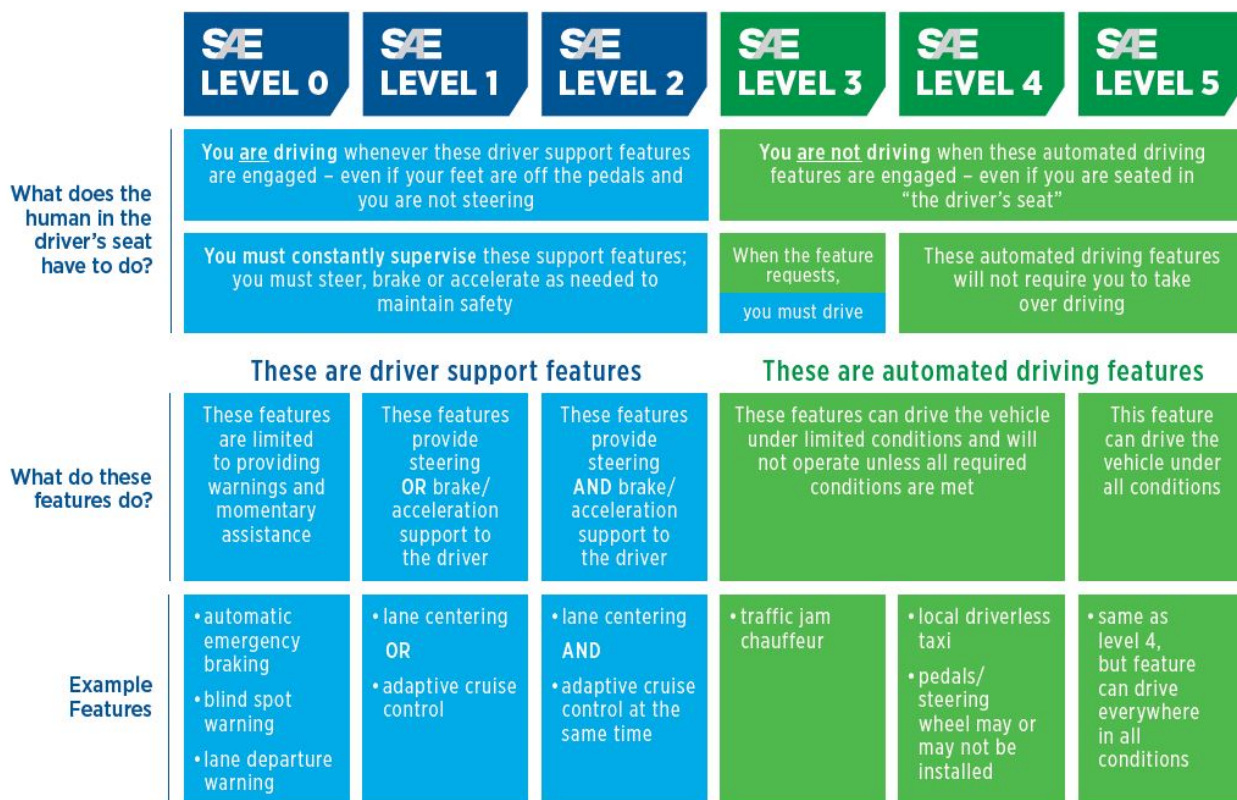 SAE
LEVEL 0
SAE
LEVEL 1
SAE
LEVEL 2
SAE
LEVEL 3
SAE
LEVEL 4
SAE
LEVEL 5
What does the
human in the
driver's seat
have to do?
You are driving whenever these driver support features
are engaged – even if your feet are off the pedals and
you are not steering
You are not driving when these automated driving
features are engaged – even if you are seated in
“the driver's seat”
You must constantly supervise these support features;
you must steer, brake or accelerate as needed to
maintain safety
When the feature
requests,
you must drive
These automated driving features
will not require you to take
over driving
These are driver support features
These are automated driving features
What do these
features do?
These features
are limited
to providing
warnings and
momentary
assistance
These features
provide
steering
OR brake/
acceleration
support to
the driver
These features
provide
steering
AND brake/
acceleration
support to
the driver
These features can drive the vehicle
under limited conditions and will
not operate unless all required
conditions are met
This feature
can drive the
vehicle under
all conditions
Example
Features
•automatic
emergency
braking
•blind spot
warning
•lane departure
warning
•lane centering
OR
•adaptive cruise
control
•lane centering
AND
•adaptive cruise
control at the
same time
•traffic jam
chauffeur
•local driverless
taxi
•pedals/
steering
wheel may or
may not be
installed
•same as
level 4,
but feature
can drive
everywhere
in all
conditions